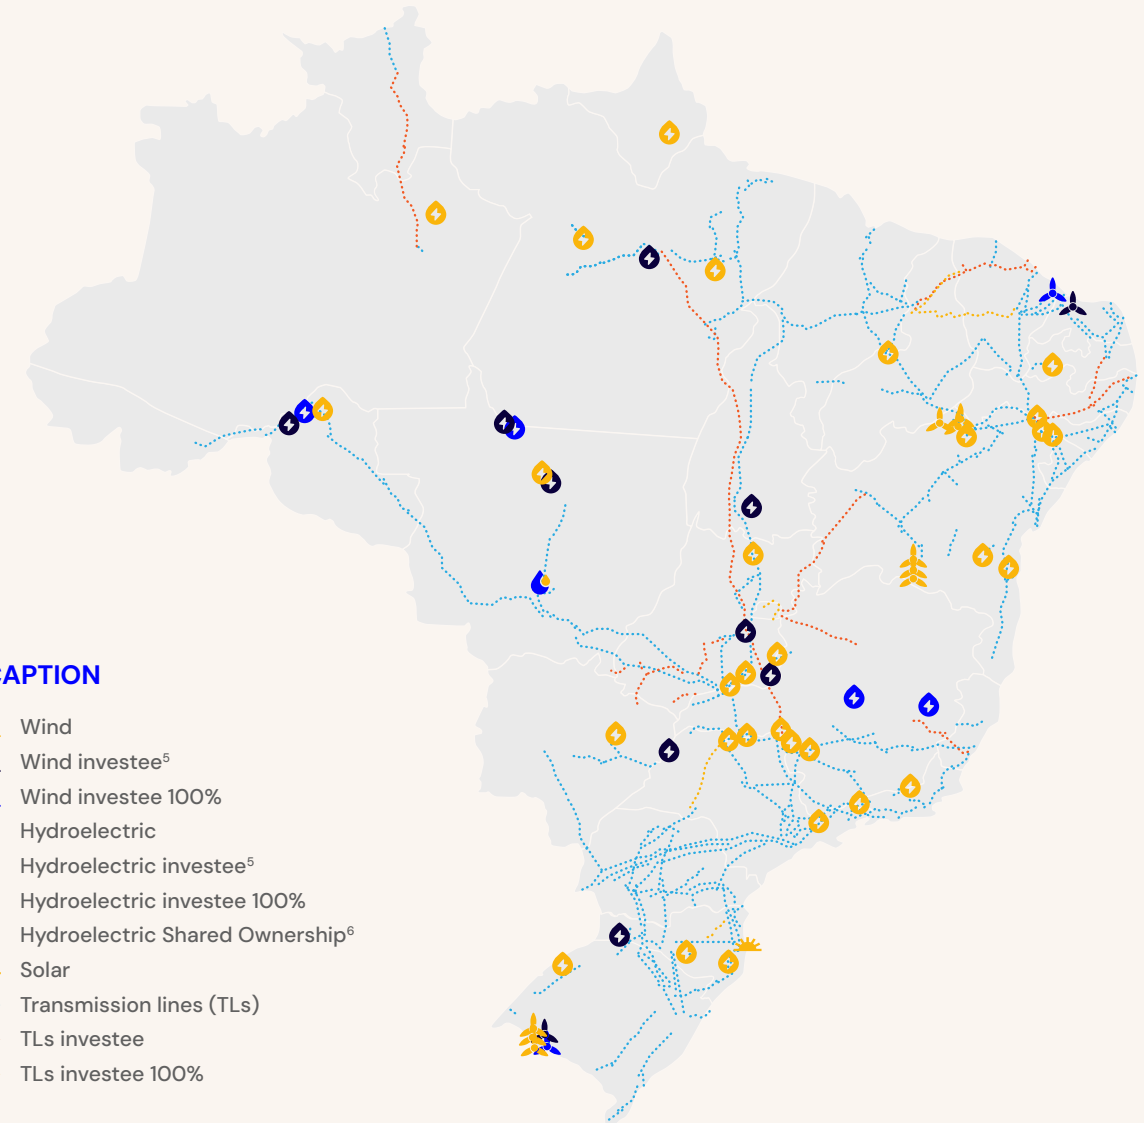 CAPTION
Wind
Wind investee⁵
Wind investee 100%
Hydroelectric
Hydroelectric investee⁵
Hydroelectric investee 100%
Hydroelectric Shared Ownership⁶
Solar
Transmission lines (TLs)
TLs investee
TLs investee 100%